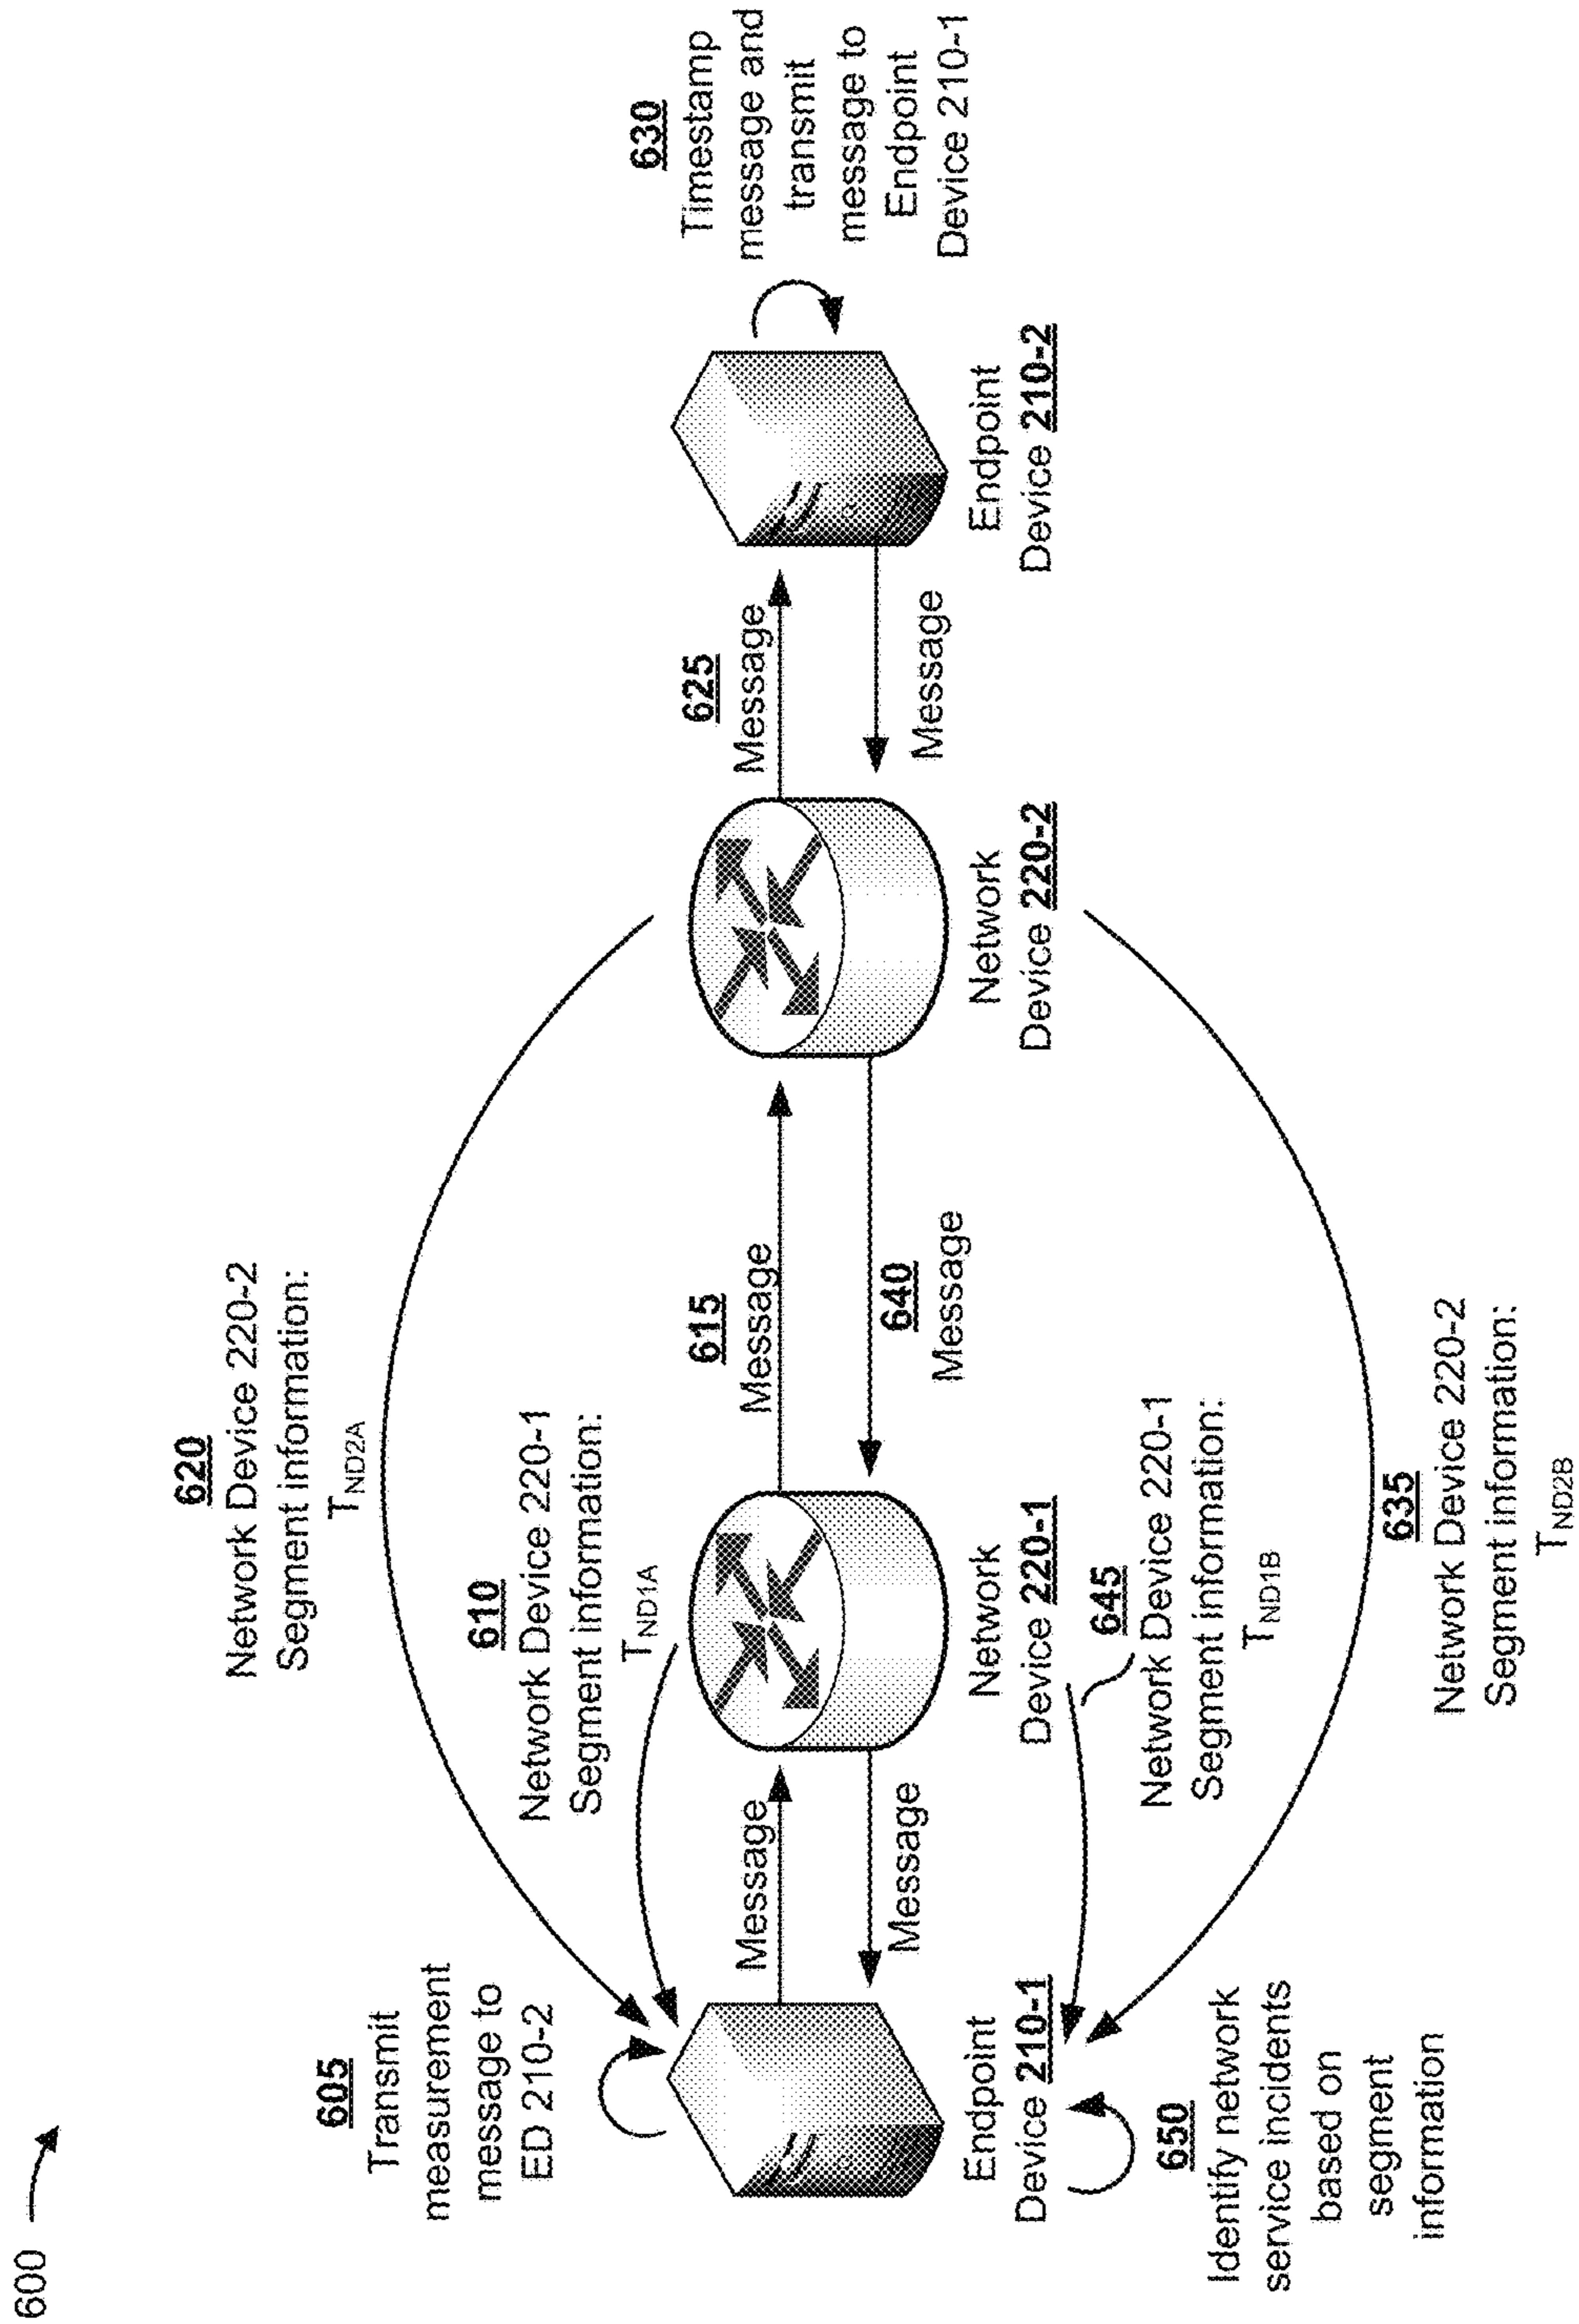 600
605
Transmit
measurement
message to
ED 210-2
620
Network Device 220-2
Segment information:
T_ND2A
610
Network Device 220-1
Segment information:
T_ND1A
Message
615
Message
625
Message
630
Timestamp
message and
transmit
message to
Endpoint
Device 210-1
Message
640
Message
Message
Endpoint
Device 210-1
Network
Device 220-1
Network
Device 220-2
Endpoint
Device 210-2
645
Network Device 220-1
Segment information:
T_ND1B
650
Identify network
service incidents
based on
segment
information
635
Network Device 220-2
Segment information:
T_ND2B